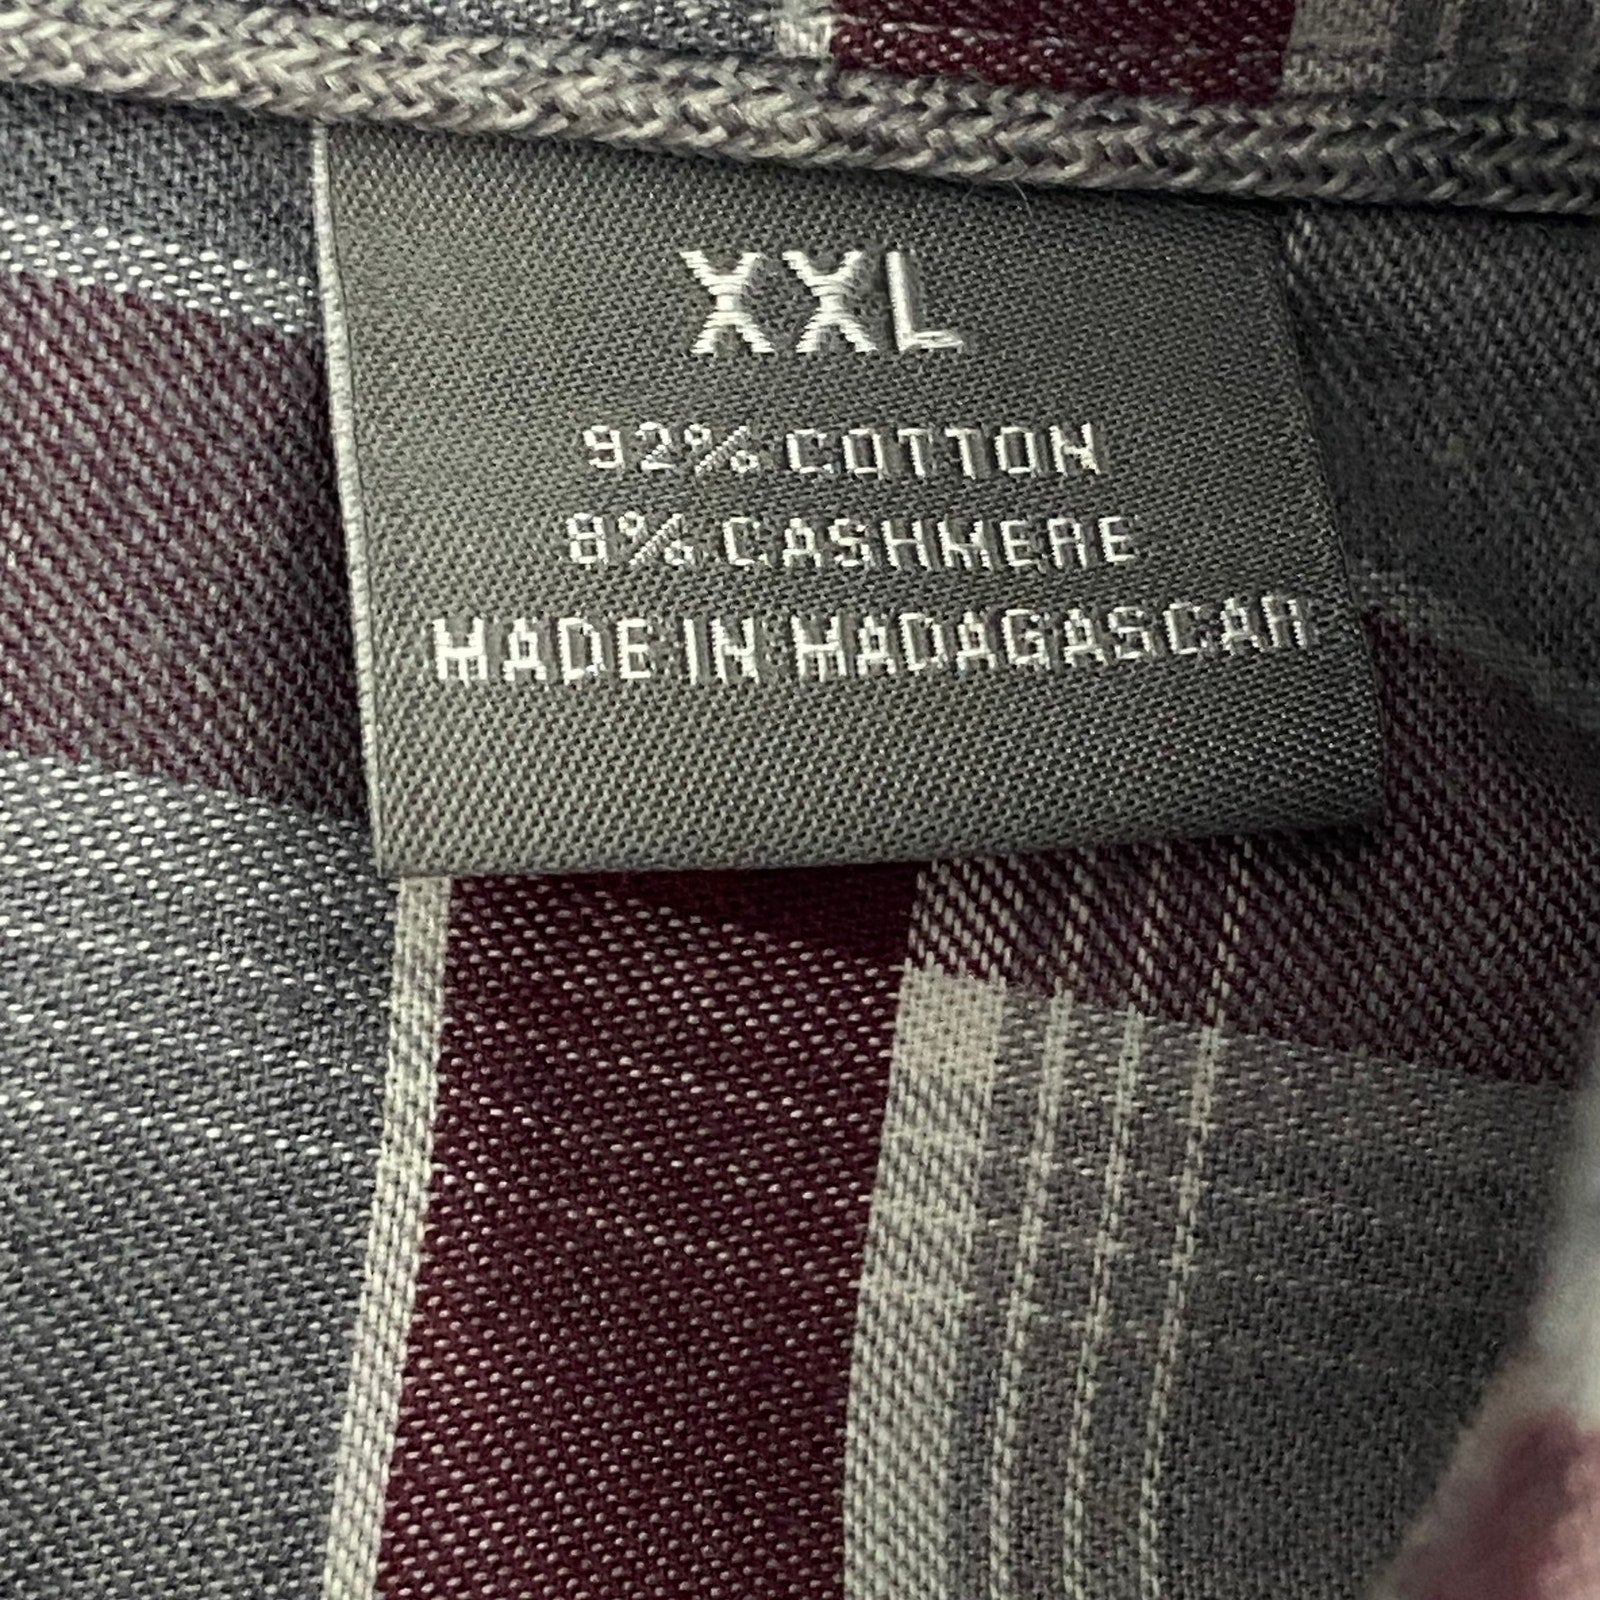 XXL
92% COTTON
8% CASHMERE
MADE IN MADAGASCAR